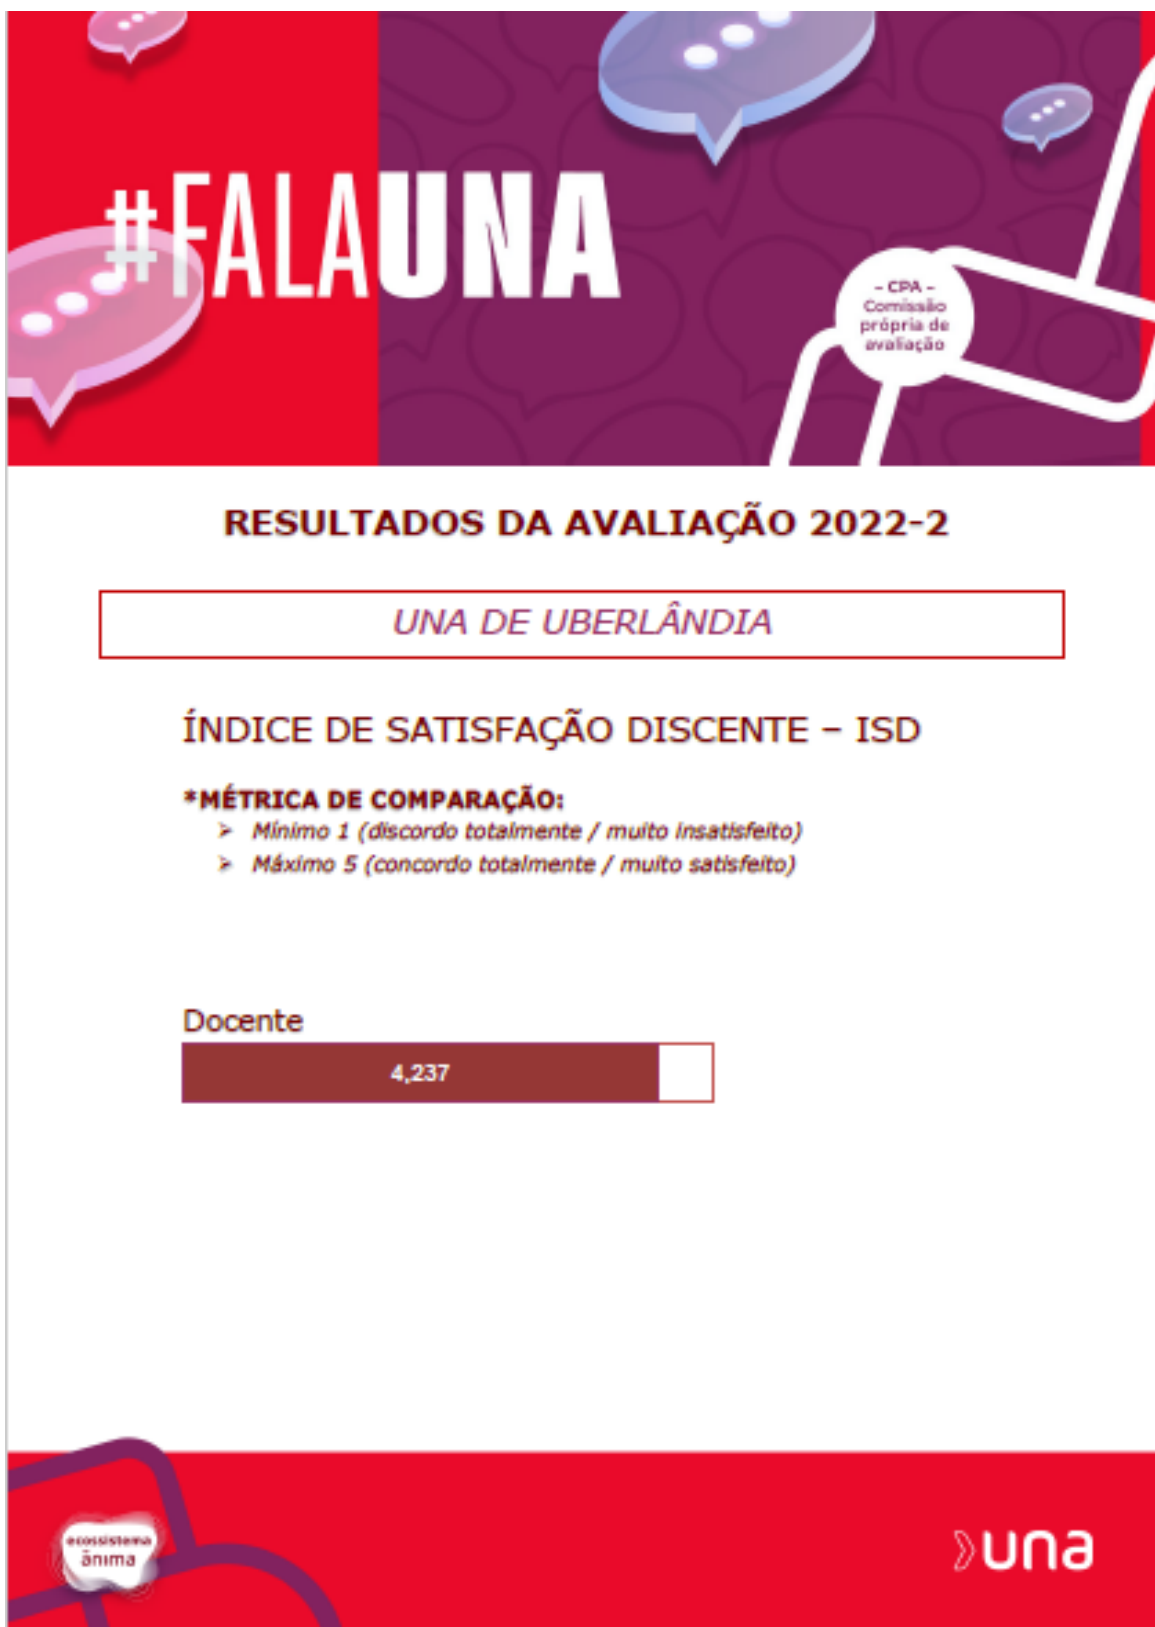 #FALAUNA
- CPA -
Comissão
própria de
avaliação
RESULTADOS DA AVALIAÇÃO 2022-2
UNA DE UBERLÂNDIA
ÍNDICE DE SATISFAÇÃO DISCENTE – ISD
*MÉTRICA DE COMPARAÇÃO:
➢ Mínimo 1 (discordo totalmente / muito insatisfeito)
➢ Máximo 5 (concordo totalmente / muito satisfeito)
Docente
4,237
ecossistema
ănima
una